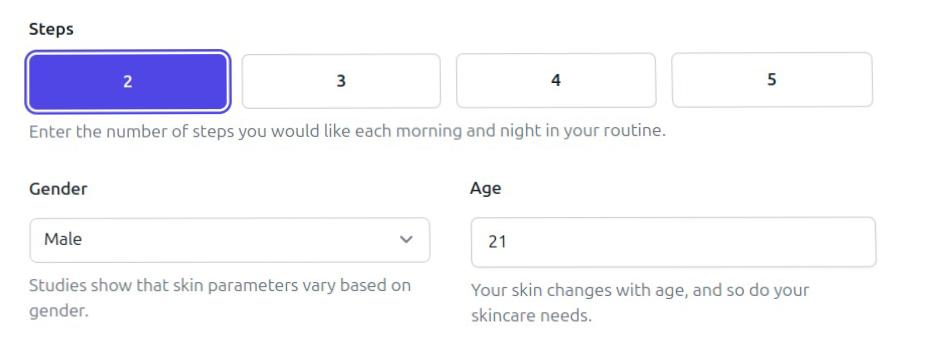 Steps
2 3 4 5
Enter the number of steps you would like each morning and night in your routine.
Gender Age
Male 21
Studies show that skin parameters vary based on
gender.
Your skin changes with age, and so do your
skincare needs.